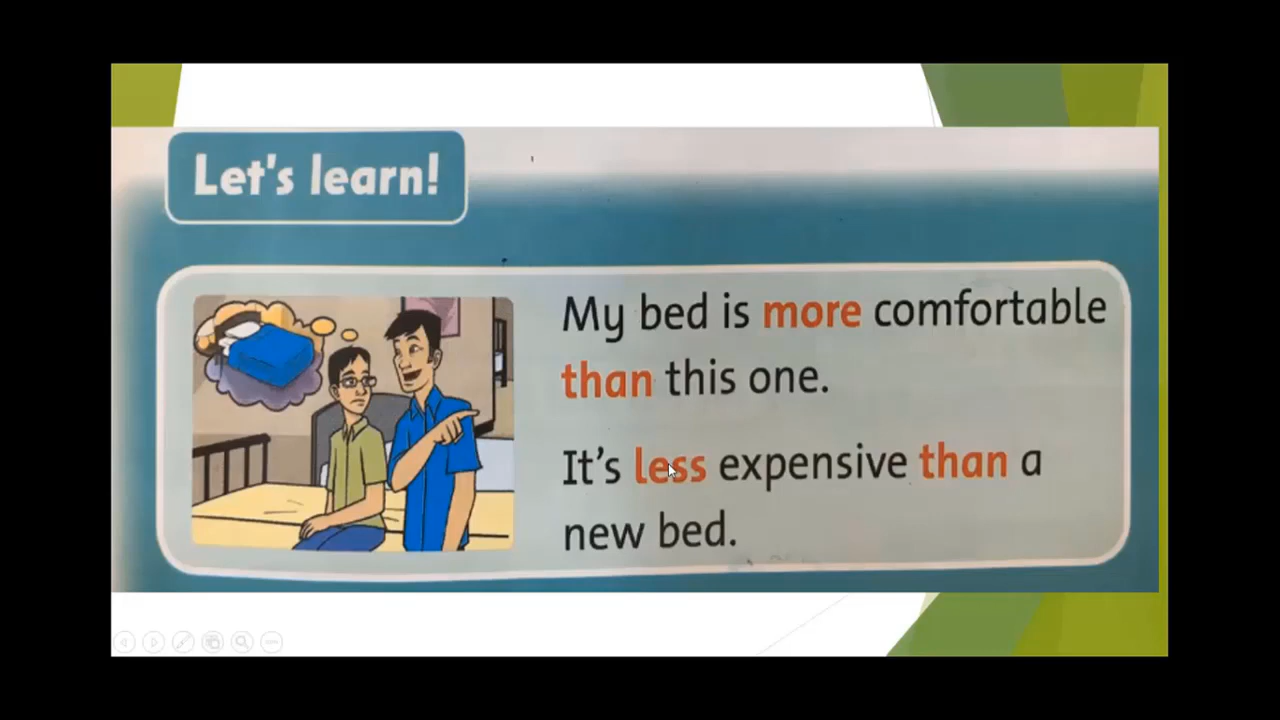 Let's learn!
My bed is more comfortable
than this one.
It's less expensive than a
new bed.